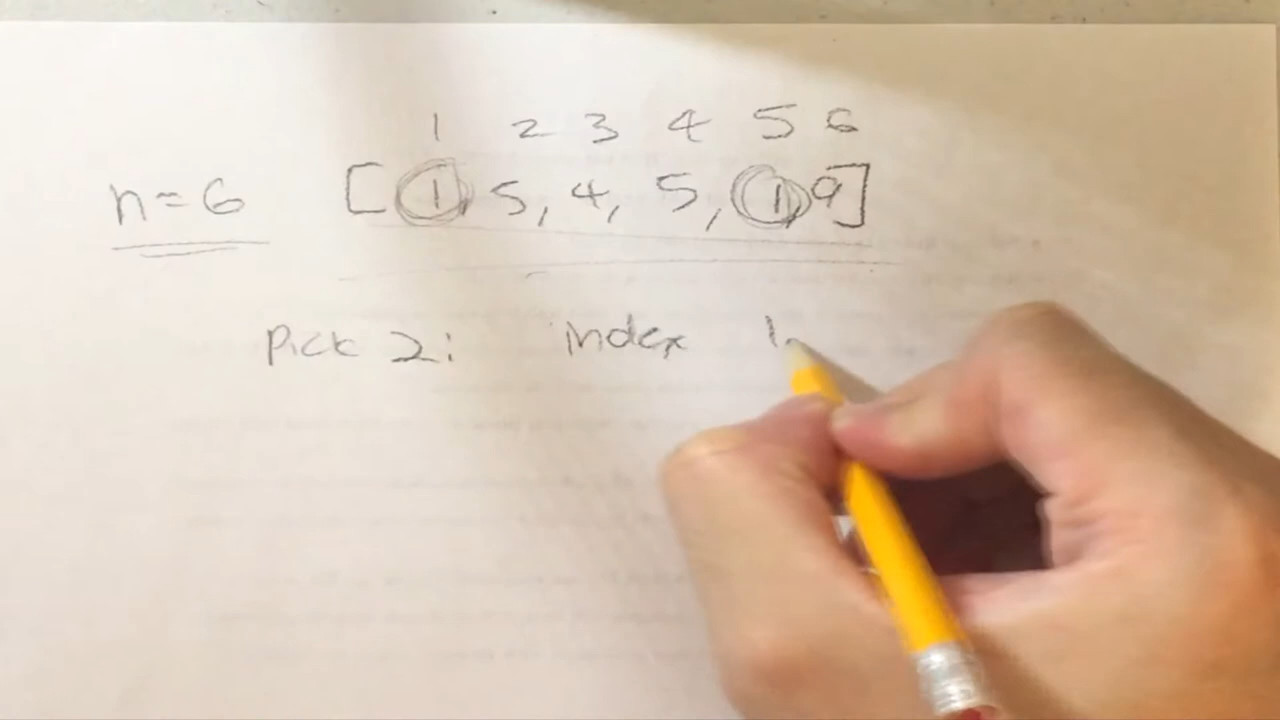 1 2 3 4 5 6
n=6 [1, 5, 4, 5, 1, 9]
Pick 2: index 1,